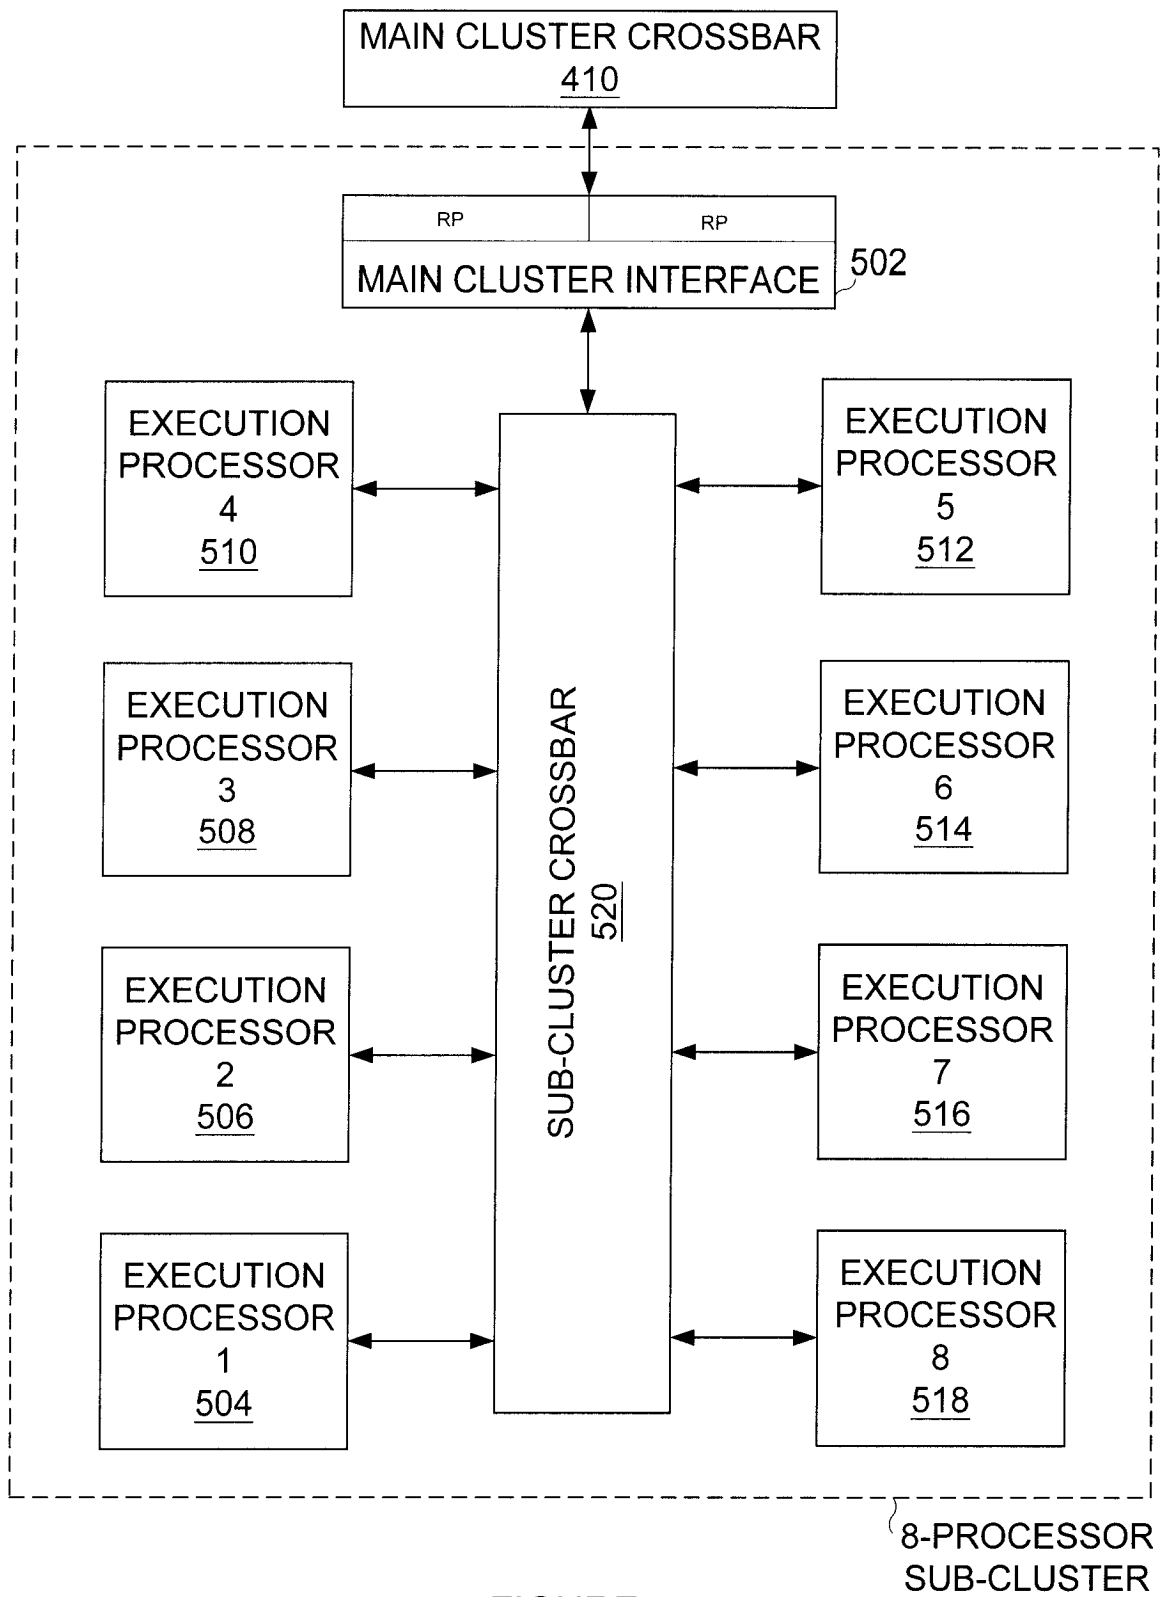 MAIN CLUSTER CROSSBAR
410
RP
RP
MAIN CLUSTER INTERFACE
502
EXECUTION
PROCESSOR
4
510
EXECUTION
PROCESSOR
5
512
EXECUTION
PROCESSOR
3
508
EXECUTION
PROCESSOR
6
514
SUB-CLUSTER CROSSBAR
520
EXECUTION
PROCESSOR
2
506
EXECUTION
PROCESSOR
7
516
EXECUTION
PROCESSOR
1
504
EXECUTION
PROCESSOR
8
518
8-PROCESSOR
SUB-CLUSTER